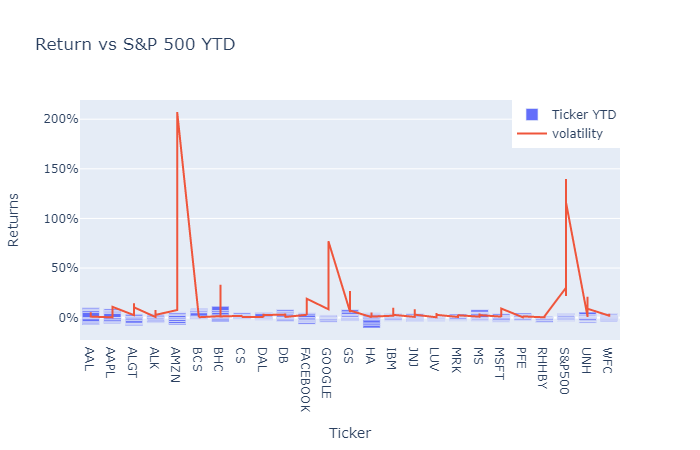 Return vs S&P 500 YTD
Ticker YTD
volatility
200%
150%
100%
50%
0%
Returns
AAL
AAPL
ALGT
ALK
AMZN
BCS
BHC
CS
DAL
DB
FACEBOOK
GOOGLE
GS
HA
IBM
JNJ
LUV
MRK
MS
MSFT
PFE
RHHBY
S&P500
UNH
WFC
Ticker